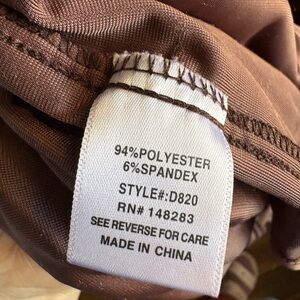 94%POLYESTER
6%SPANDEX
STYLE#:D820
RN# 148283
SEE REVERSE FOR CARE
MADE IN CHINA